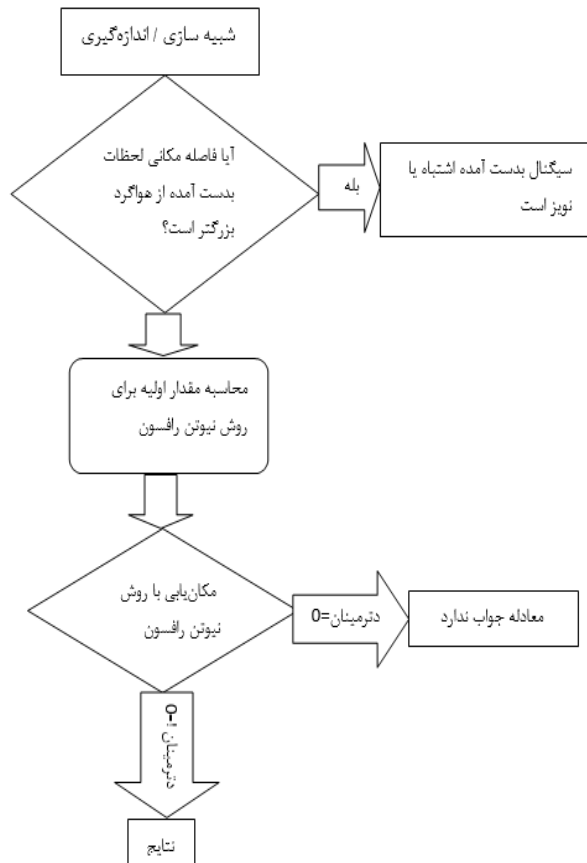 شبیه سازی / اندازه‌گیری
آیا فاصله مکانی لحظات
بدست آمده از هواگرد
بزرگتر است؟
بله
سیگنال بدست آمده اشتباه یا
نویز است
محاسبه مقدار اولیه برای
روش نیوتن رافسون
مکان‌یابی با روش
نیوتن رافسون
دترمینان=0
معادله جواب ندارد
دترمینان !=0
نتایج